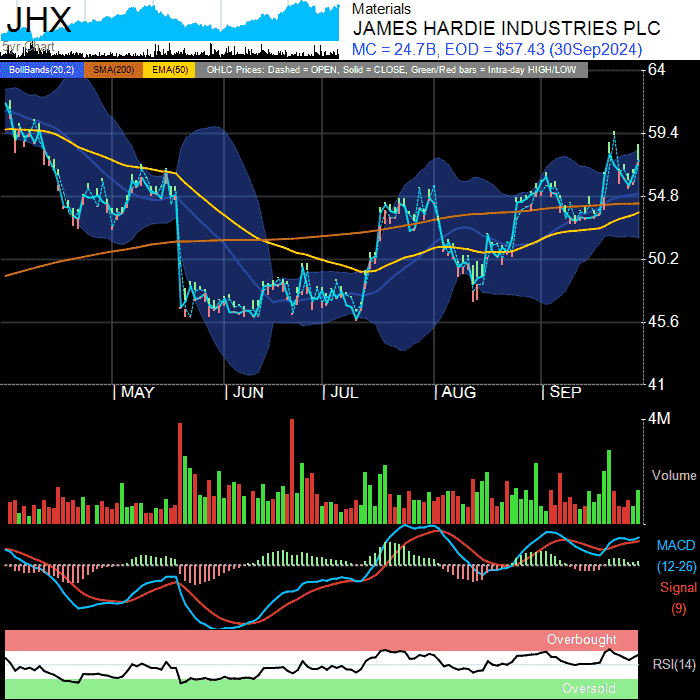 JHX
5yr Chart
Materials
JAMES HARDIE INDUSTRIES PLC
MC = 24.7B, EOD = $57.43 (30Sep2024)
BollBands(20,2) SMA(200) EMA(50) OHLC Prices: Dashed = OPEN, Solid = CLOSE, Green/Red bars = Intra-day HIGH/LOW
64
59.4
54.8
50.2
45.6
41
MAY JUN JUL AUG SEP
4M
Volume
MACD
(12-26)
Signal
(9)
Overbought
RSI(14)
Oversold